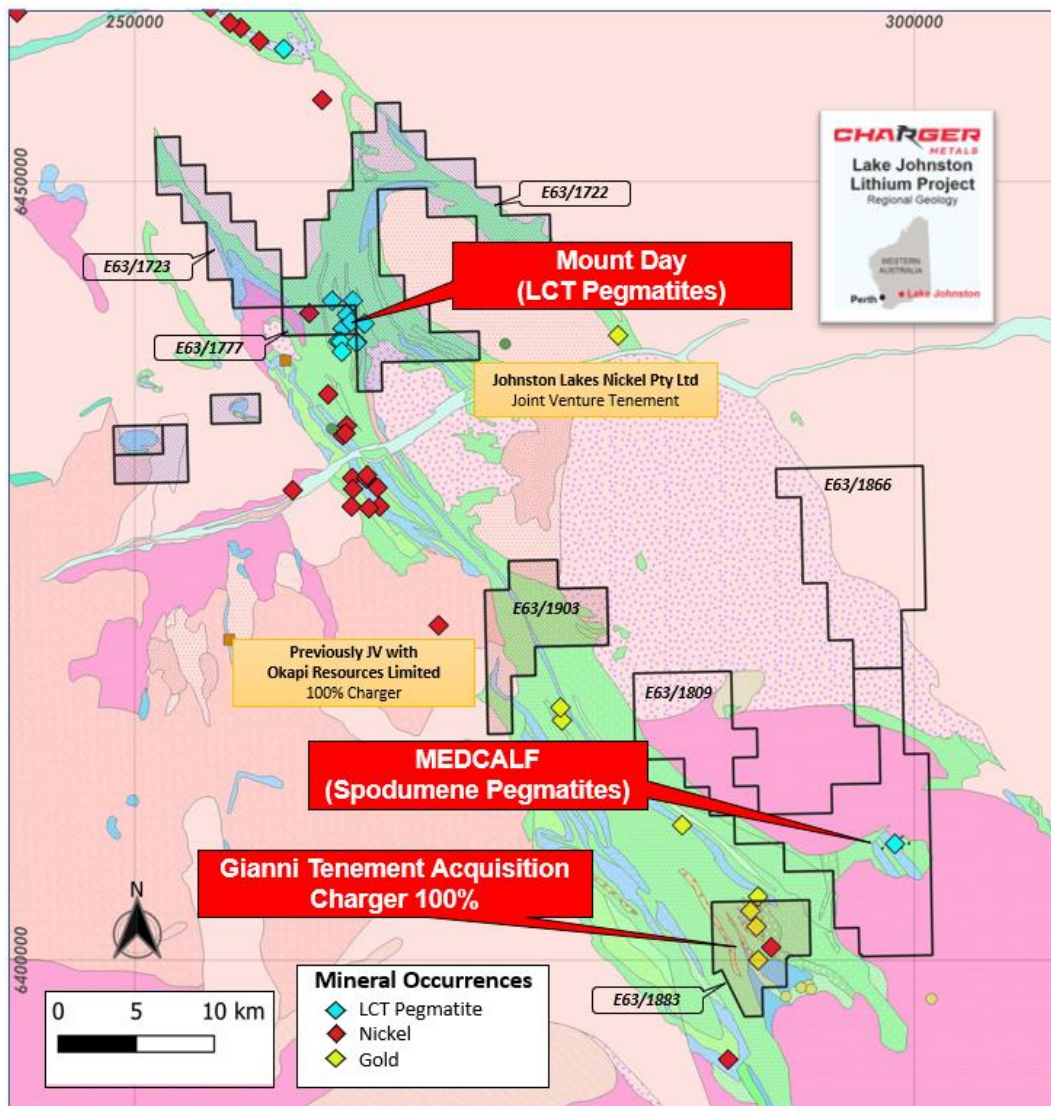 250000
300000
6450000
6400000
CHARGER
METALS
Lake Johnston
Lithium Project
Regional Geology
WESTERN
AUSTRALIA
Perth
Lake Johnston
E63/1722
E63/1723
Mount Day
(LCT Pegmatites)
E63/1777
Johnston Lakes Nickel Pty Ltd
Joint Venture Tenement
E63/1866
E63/1903
Previously JV with
Okapi Resources Limited
100% Charger
E63/1809
MEDCALF
(Spodumene Pegmatites)
Gianni Tenement Acquisition
Charger 100%
E63/1883
N
0 5 10 km
Mineral Occurrences
LCT Pegmatite
Nickel
Gold